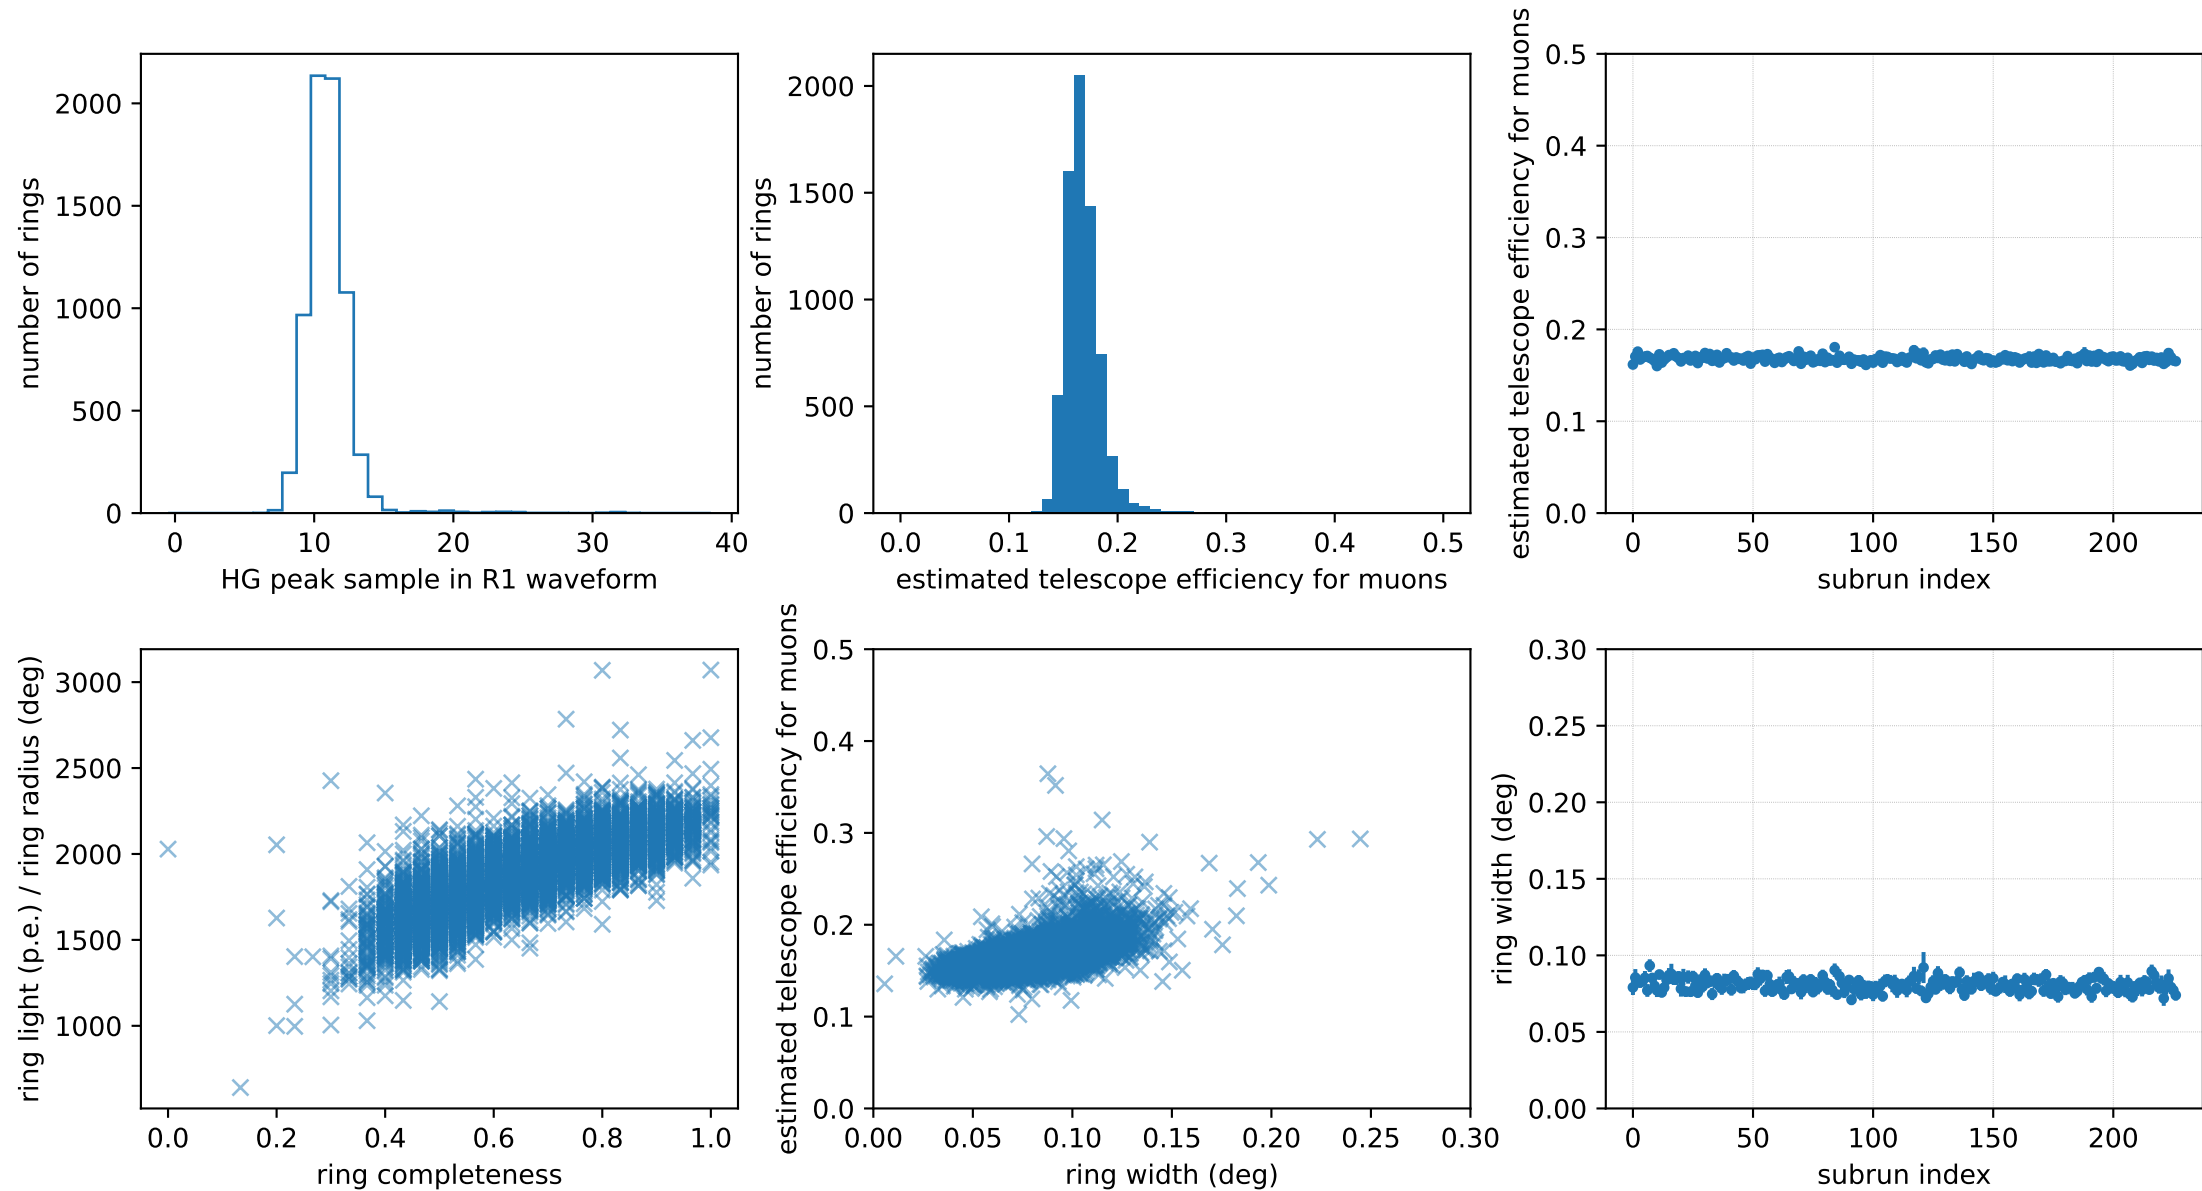 number of rings
2000
1500
1000
500
0
0 10 20 30 40
HG peak sample in R1 waveform
number of rings
2000
1500
1000
500
0
0.0 0.1 0.2 0.3 0.4 0.5
estimated telescope efficiency for muons
estimated telescope efficiency for muons
0.5
0.4
0.3
0.2
0.1
0.0
0 50 100 150 200
subrun index
ring light (p.e.) / ring radius (deg)
3000
2500
2000
1500
1000
0.0 0.2 0.4 0.6 0.8 1.0
ring completeness
estimated telescope efficiency for muons
0.5
0.4
0.3
0.2
0.1
0.0
0.00 0.05 0.10 0.15 0.20 0.25 0.30
ring width (deg)
ring width (deg)
0.30
0.25
0.20
0.15
0.10
0.05
0.00
0 50 100 150 200
subrun index